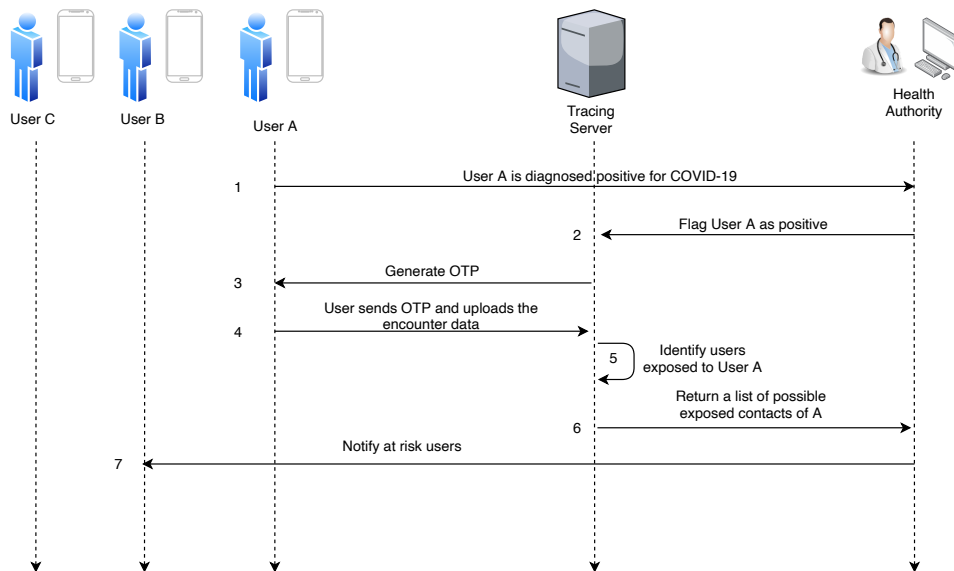 User C
User B
User A
Tracing
Server
Health
Authority
1
User A is diagnosed positive for COVID-19
2
Flag User A as positive
3
Generate OTP
User sends OTP and uploads the
encounter data
4
5
Identify users
exposed to User A
Return a list of possible
exposed contacts of A
6
Notify at risk users
7